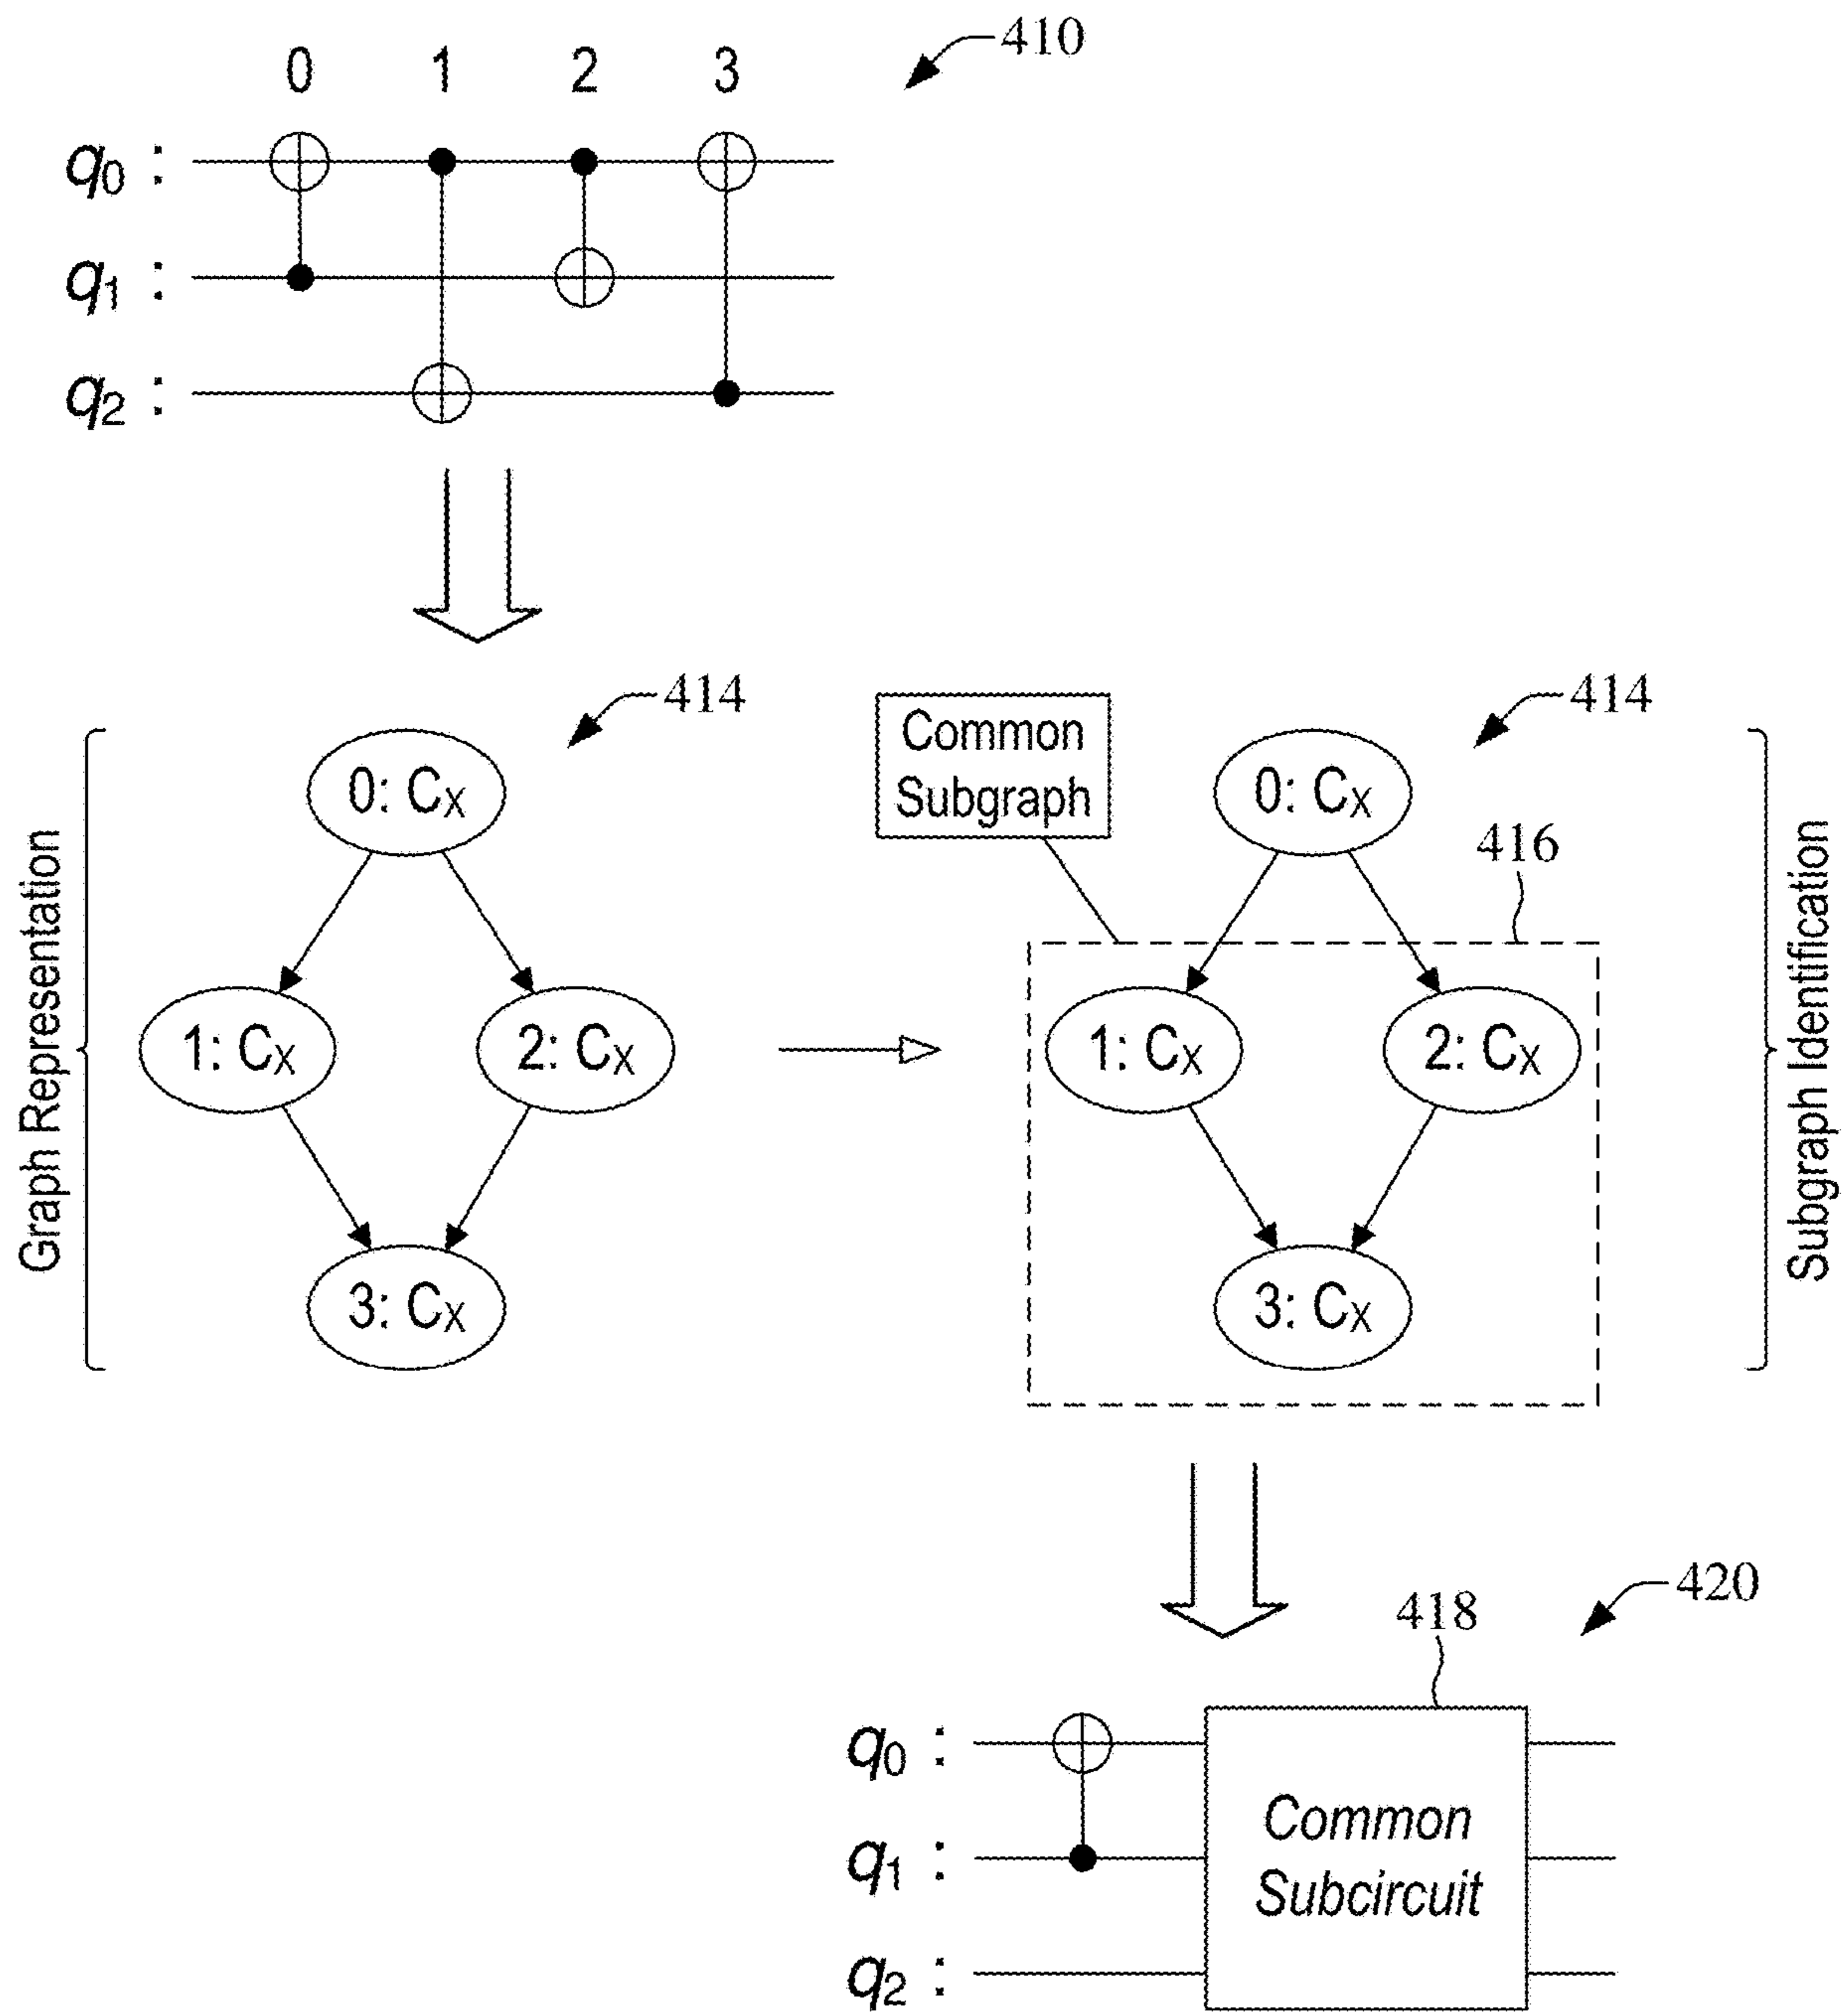 410
0 1 2 3
q0 :
q1 :
q2 :
Graph Representation
414
0: CX
1: CX
2: CX
3: CX
Common
Subgraph
414
416
0: CX
1: CX
2: CX
3: CX
Subgraph Identification
420
418
q0 :
q1 :
q2 :
Common
Subcircuit